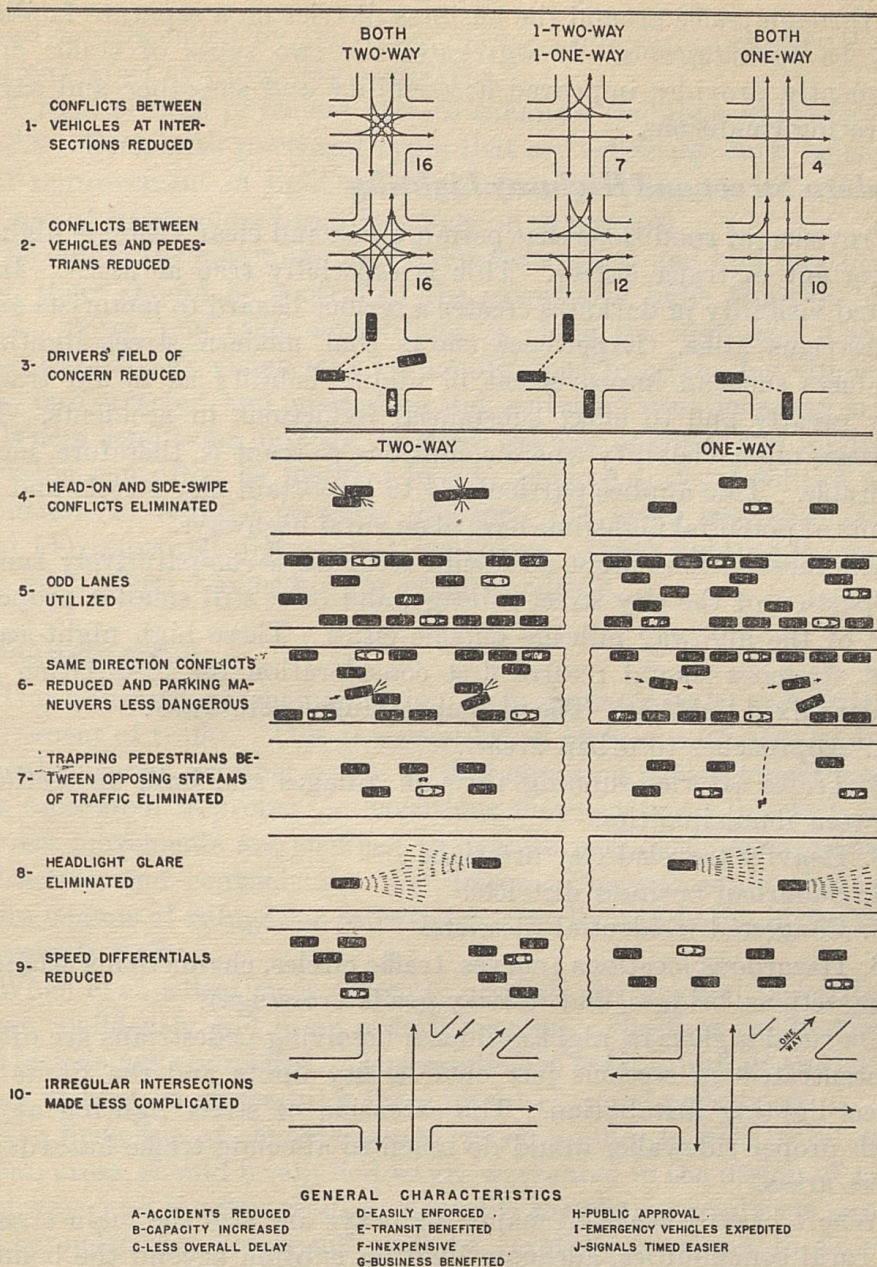 BOTH
TWO-WAY
1-TWO-WAY
1-ONE-WAY
BOTH
ONE-WAY
1- CONFLICTS BETWEEN
VEHICLES AT INTER-
SECTIONS REDUCED
16
7
4
2- CONFLICTS BETWEEN
VEHICLES AND PEDES-
TRIANS REDUCED
16
12
10
3- DRIVERS' FIELD OF
CONCERN REDUCED
TWO-WAY
ONE-WAY
4- HEAD-ON AND SIDE-SWIPE
CONFLICTS ELIMINATED
5- ODD LANES
UTILIZED
6- SAME DIRECTION CONFLICTS
REDUCED AND PARKING MA-
NEUVERS LESS DANGEROUS
7- TRAPPING PEDESTRIANS BE-
TWEEN OPPOSING STREAMS
OF TRAFFIC ELIMINATED
8- HEADLIGHT GLARE
ELIMINATED
9- SPEED DIFFERENTIALS
REDUCED
10- IRREGULAR INTERSECTIONS
MADE LESS COMPLICATED
ONE
WAY
GENERAL CHARACTERISTICS
A-ACCIDENTS REDUCED
B-CAPACITY INCREASED
C-LESS OVERALL DELAY
D-EASILY ENFORCED
E-TRANSIT BENEFITED
F-INEXPENSIVE
G-BUSINESS BENEFITED
H-PUBLIC APPROVAL
I-EMERGENCY VEHICLES EXPEDITED
J-SIGNALS TIMED EASIER